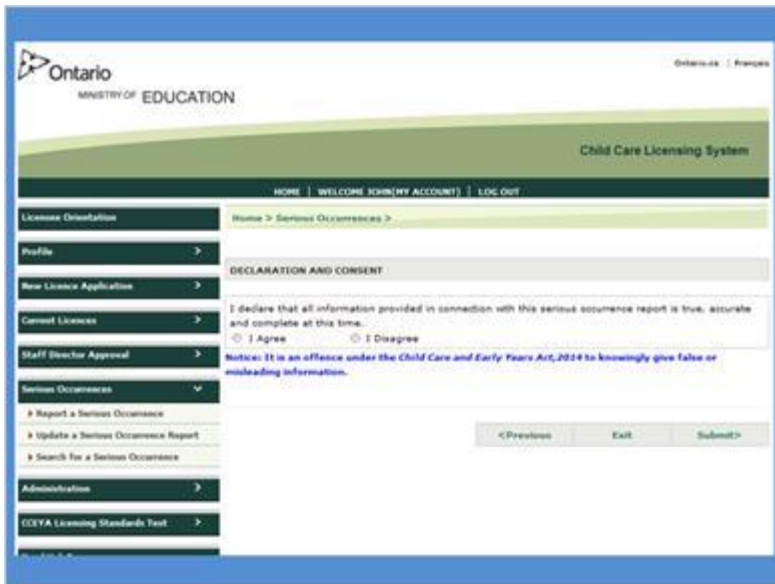 Ontario
MINISTRY OF EDUCATION
Ontario.ca | Français
Child Care Licensing System
HOME | WELCOME JOHN(MY ACCOUNT) | LOG OUT
Licensee Orientation
Profile >
New Licence Application >
Current Licences >
Staff Director Approval >
Serious Occurrences
Report a Serious Occurrence
Update a Serious Occurrence Report
Search for a Serious Occurrence
Administration >
CCEYA Licensing Standards Test >
Home > Serious Occurrences >
DECLARATION AND CONSENT
I declare that all information provided in connection with this serious occurrence report is true, accurate
and complete at this time.
I Agree I Disagree
Notice: It is an offence under the Child Care and Early Years Act,2014 to knowingly give false or
misleading information.
<Previous Exit Submit>